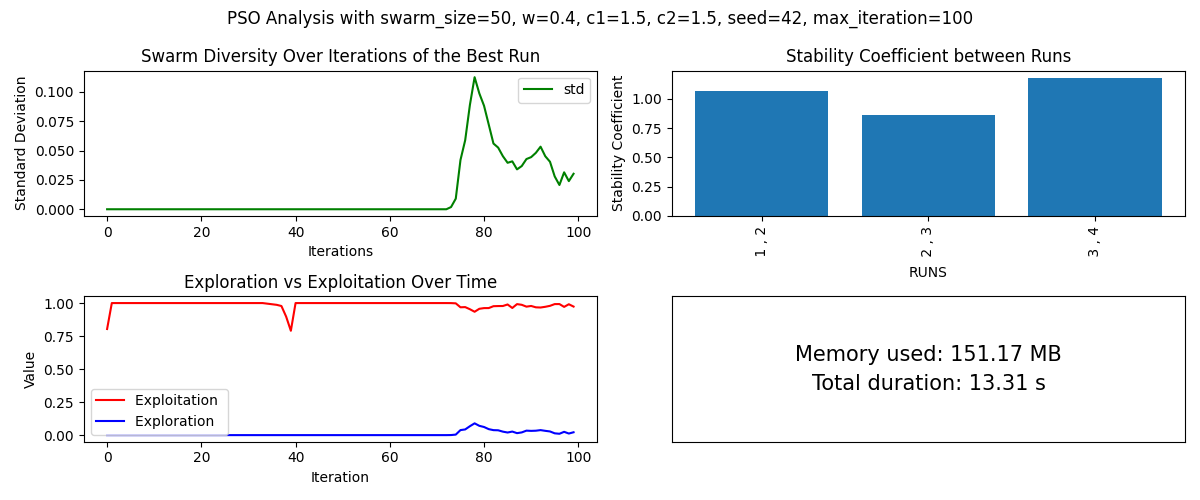 PSO Analysis with swarm_size=50, w=0.4, c1=1.5, c2=1.5, seed=42, max_iteration=100
Swarm Diversity Over Iterations of the Best Run
Standard Deviation
0.100
0.075
0.050
0.025
0.000
std
0 20 40 60 80 100
Iterations
Stability Coefficient between Runs
Stability Coefficient
1.00
0.75
0.50
0.25
0.00
1 , 2
2 , 3
3 , 4
RUNS
Exploration vs Exploitation Over Time
Value
1.00
0.75
0.50
0.25
0.00
Exploitation
Exploration
0 20 40 60 80 100
Iteration
Memory used: 151.17 MB
Total duration: 13.31 s